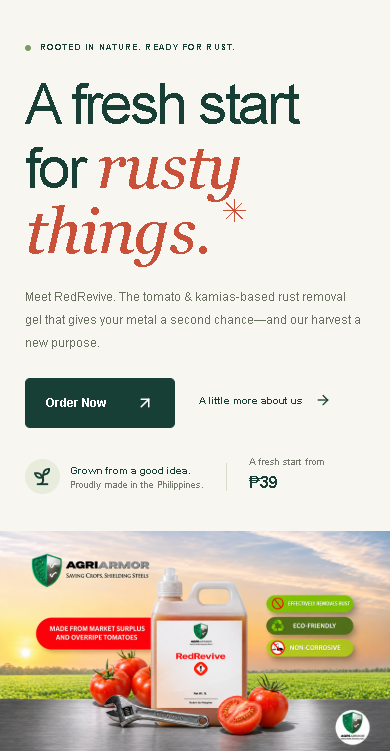 ROOTED IN NATURE. READY FOR RUST.
A fresh start
for rusty
things.
Meet RedRevive. The tomato & kamias-based rust removal
gel that gives your metal a second chance—and our harvest a
new purpose.
Order Now
A little more about us
Grown from a good idea.
Proudly made in the Philippines.
A fresh start from
₱39
AGRIARMOR
SAVING CROPS, SHIELDING STEELS
MADE FROM MARKET SURPLUS
AND OVERRIPE TOMATOES
RedRevive
EFFECTIVELY REMOVES RUST
ECO-FRIENDLY
NON-CORROSIVE
AGRIARMOR